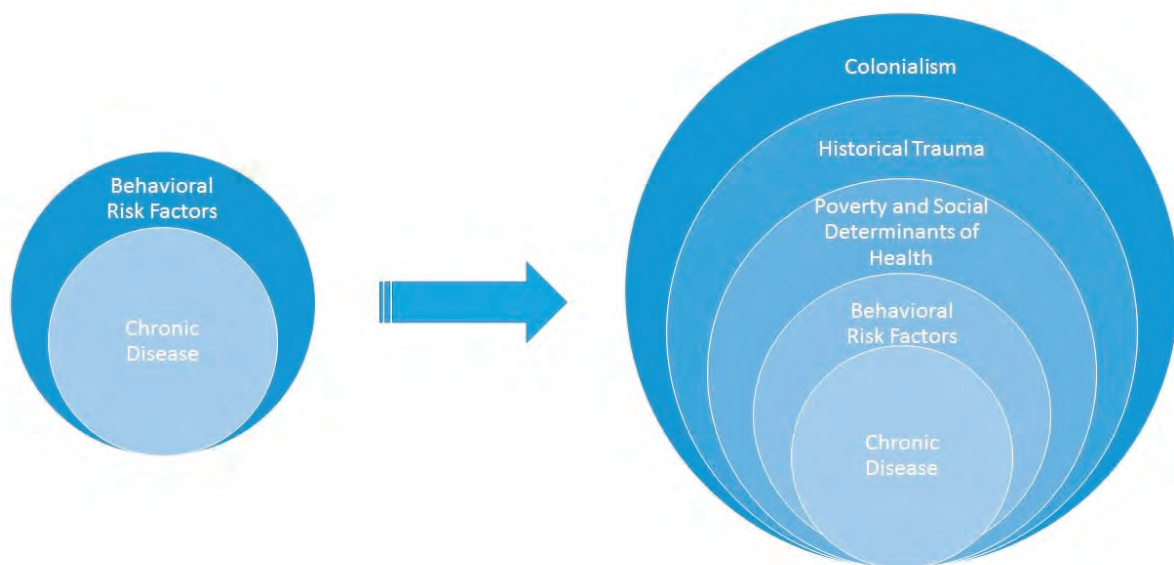 Behavioral
Risk Factors
Chronic
Disease
Colonialism
Historical Trauma
Poverty and Social
Determinants of
Health
Behavioral
Risk Factors
Chronic
Disease